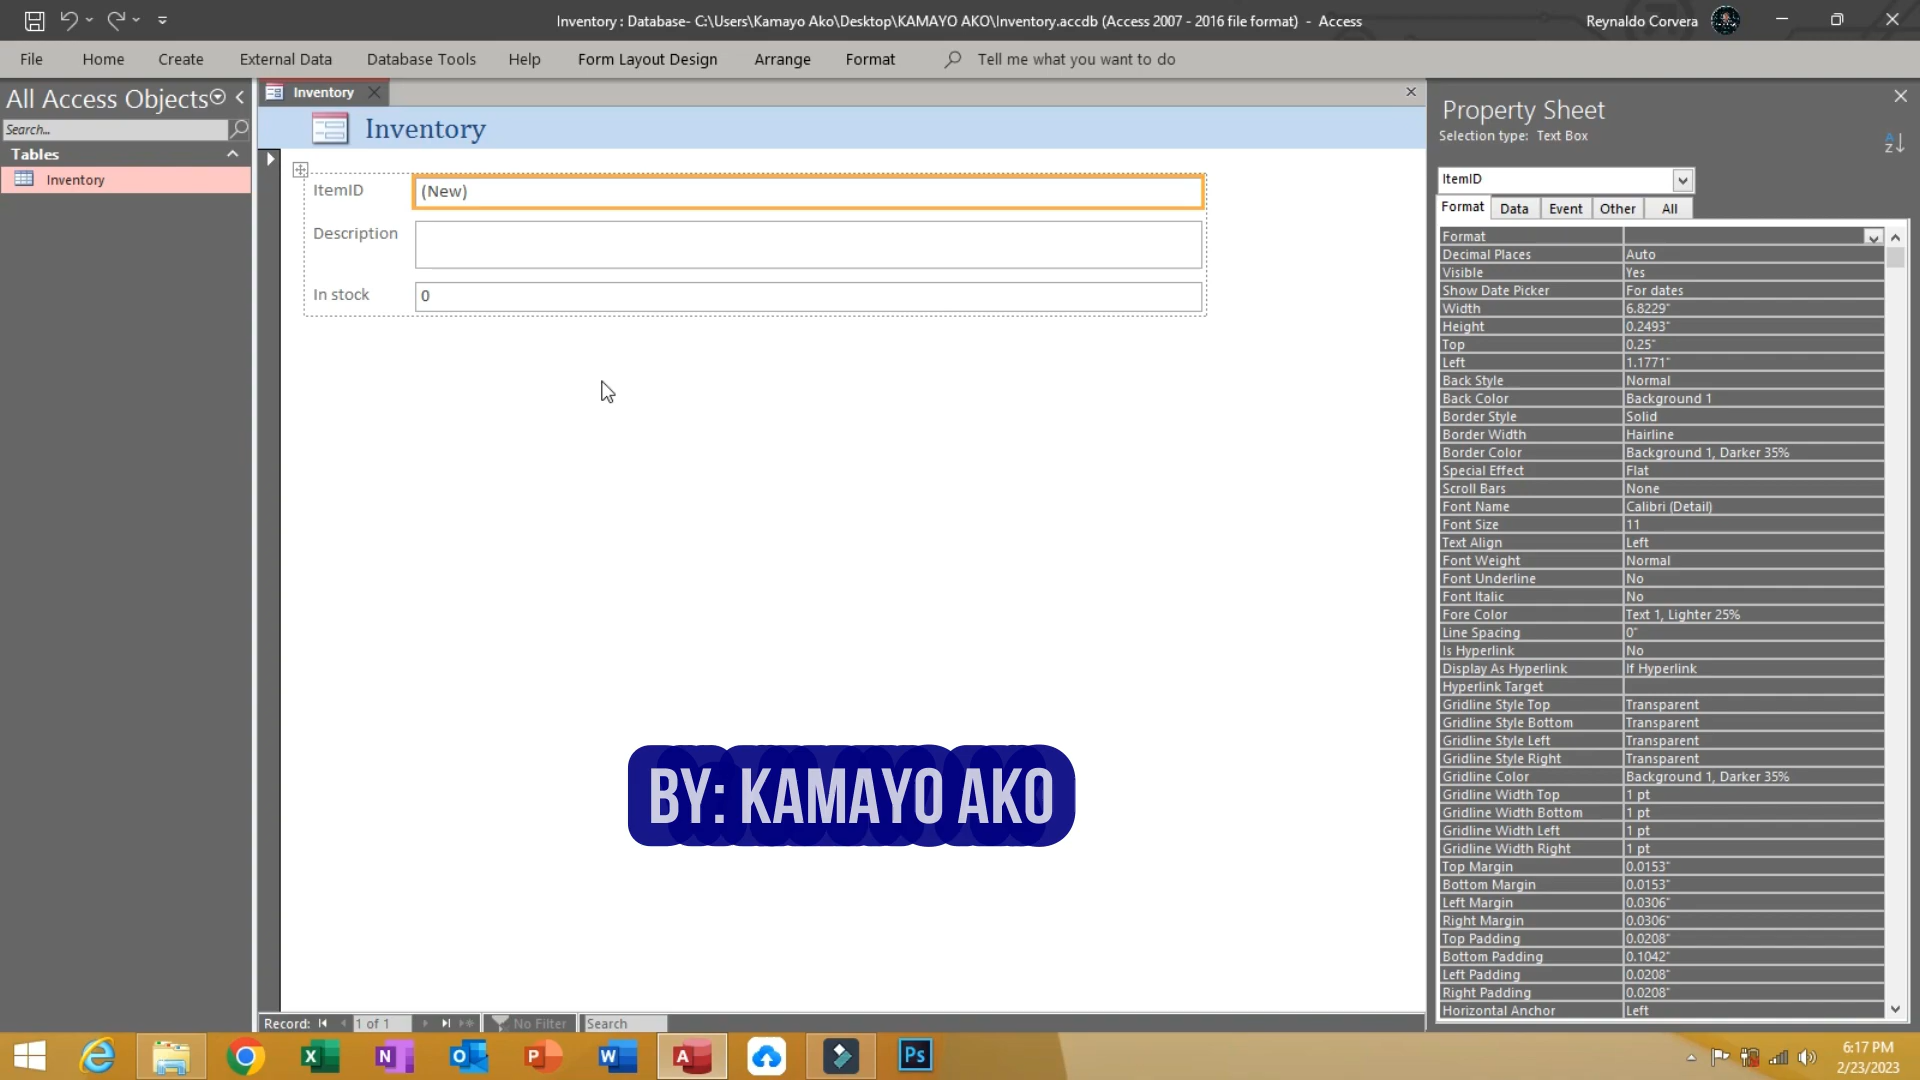 Inventory : Database- C:\Users\Kamayo Ako\Desktop\KAMAYO AKO\Inventory.accdb (Access 2007 - 2016 file format)  -  Access
Reynaldo Corvera
File Home Create External Data Database Tools Help Form Layout Design Arrange Format Tell me what you want to do
All Access Objects
Search...
Tables
Inventory
Inventory
Inventory
ItemID (New)
Description
In stock 0
BY: KAMAYO AKO
Record: 1 of 1 No Filter Search
Property Sheet
Selection type: Text Box
ItemID
Format Data Event Other All
Format
Decimal Places Auto
Visible Yes
Show Date Picker For dates
Width 6.8229"
Height 0.2493"
Top 0.25"
Left 1.1771"
Back Style Normal
Back Color Background 1
Border Style Solid
Border Width Hairline
Border Color Background 1, Darker 35%
Special Effect Flat
Scroll Bars None
Font Name Calibri (Detail)
Font Size 11
Text Align Left
Font Weight Normal
Font Underline No
Font Italic No
Fore Color Text 1, Lighter 25%
Line Spacing 0"
Is Hyperlink No
Display As Hyperlink If Hyperlink
Hyperlink Target
Gridline Style Top Transparent
Gridline Style Bottom Transparent
Gridline Style Left Transparent
Gridline Style Right Transparent
Gridline Color Background 1, Darker 35%
Gridline Width Top 1 pt
Gridline Width Bottom 1 pt
Gridline Width Left 1 pt
Gridline Width Right 1 pt
Top Margin 0.0153"
Bottom Margin 0.0153"
Left Margin 0.0306"
Right Margin 0.0306"
Top Padding 0.0208"
Bottom Padding 0.1042"
Left Padding 0.0208"
Right Padding 0.0208"
Horizontal Anchor Left
6:17 PM
2/23/2023